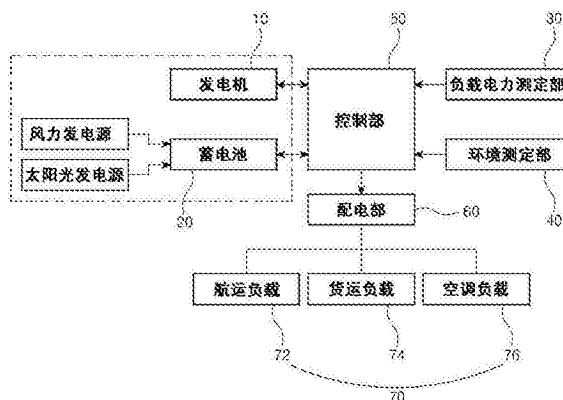 10 50 30
发电机
控制部
负载电力测定部
风力发电源
蓄电池
环境测定部
太阳光发电源
20 40
配电部
60
航运负载 货运负载 空调负载
72 74 76
70